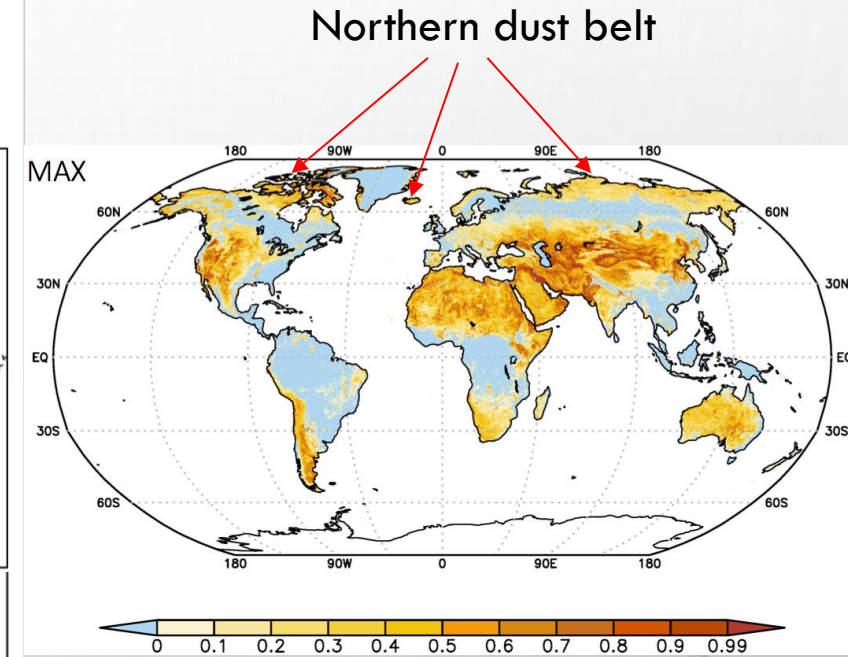 Northern dust belt
MAX
180 90W 0 90E 180
60N 60N
30N 30N
EQ EQ
30S 30S
60S 60S
180 90W 0 90E 180
0 0.1 0.2 0.3 0.4 0.5 0.6 0.7 0.8 0.9 0.99